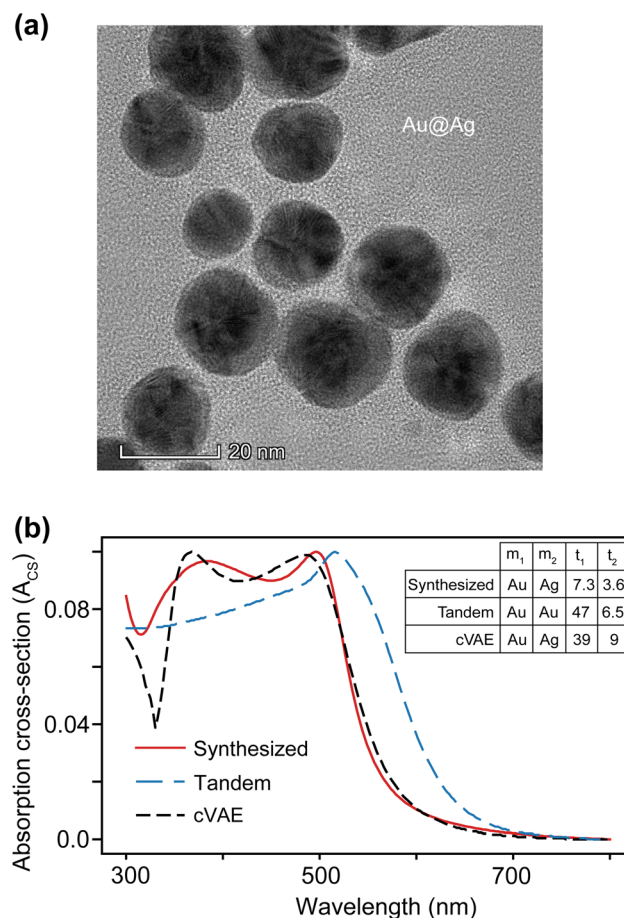 (a)
Au@Ag
20 nm
(b)
Absorption cross-section (A_CS)
0.08
0.04
0.0
m₁ m₂ t₁ t₂
Synthesized Au Ag 7.3 3.6
Tandem Au Au 47 6.5
cVAE Au Ag 39 9
Synthesized
Tandem
cVAE
300 500 700
Wavelength (nm)